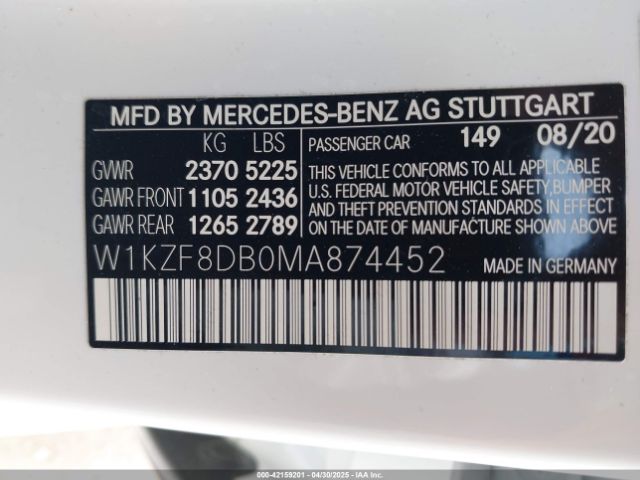 MFD BY MERCEDES-BENZ AG STUTTGART
KG LBS PASSENGER CAR 149 08/20
GVWR 2370 5225 THIS VEHICLE CONFORMS TO ALL APPLICABLE
GAWR FRONT 1105 2436 U.S. FEDERAL MOTOR VEHICLE SAFETY, BUMPER
GAWR REAR 1265 2789 AND THEFT PREVENTION STANDARDS IN EFFECT
ON THE DATE OF MANUFACTURE SHOWN ABOVE
W1KZF8DB0MA874452 MADE IN GERMANY
000-42159201 - 04/30/2025 - IAAI.COM